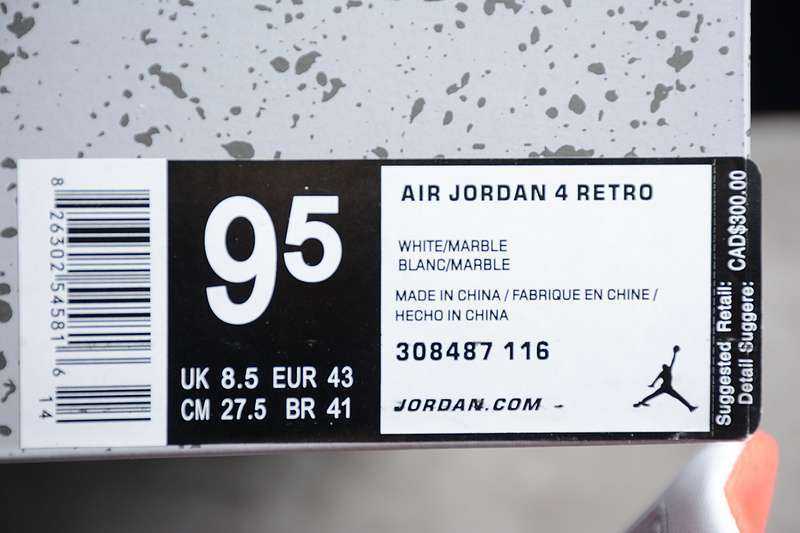 8 26302 54581 6
14
9.5
UK 8.5 EUR 43
CM 27.5 BR 41
AIR JORDAN 4 RETRO
WHITE/MARBLE
BLANC/MARBLE
MADE IN CHINA / FABRIQUE EN CHINE /
HECHO IN CHINA
308487 116
JORDAN.COM
Suggested Retail: CAD$300.00
Detail Suggere: